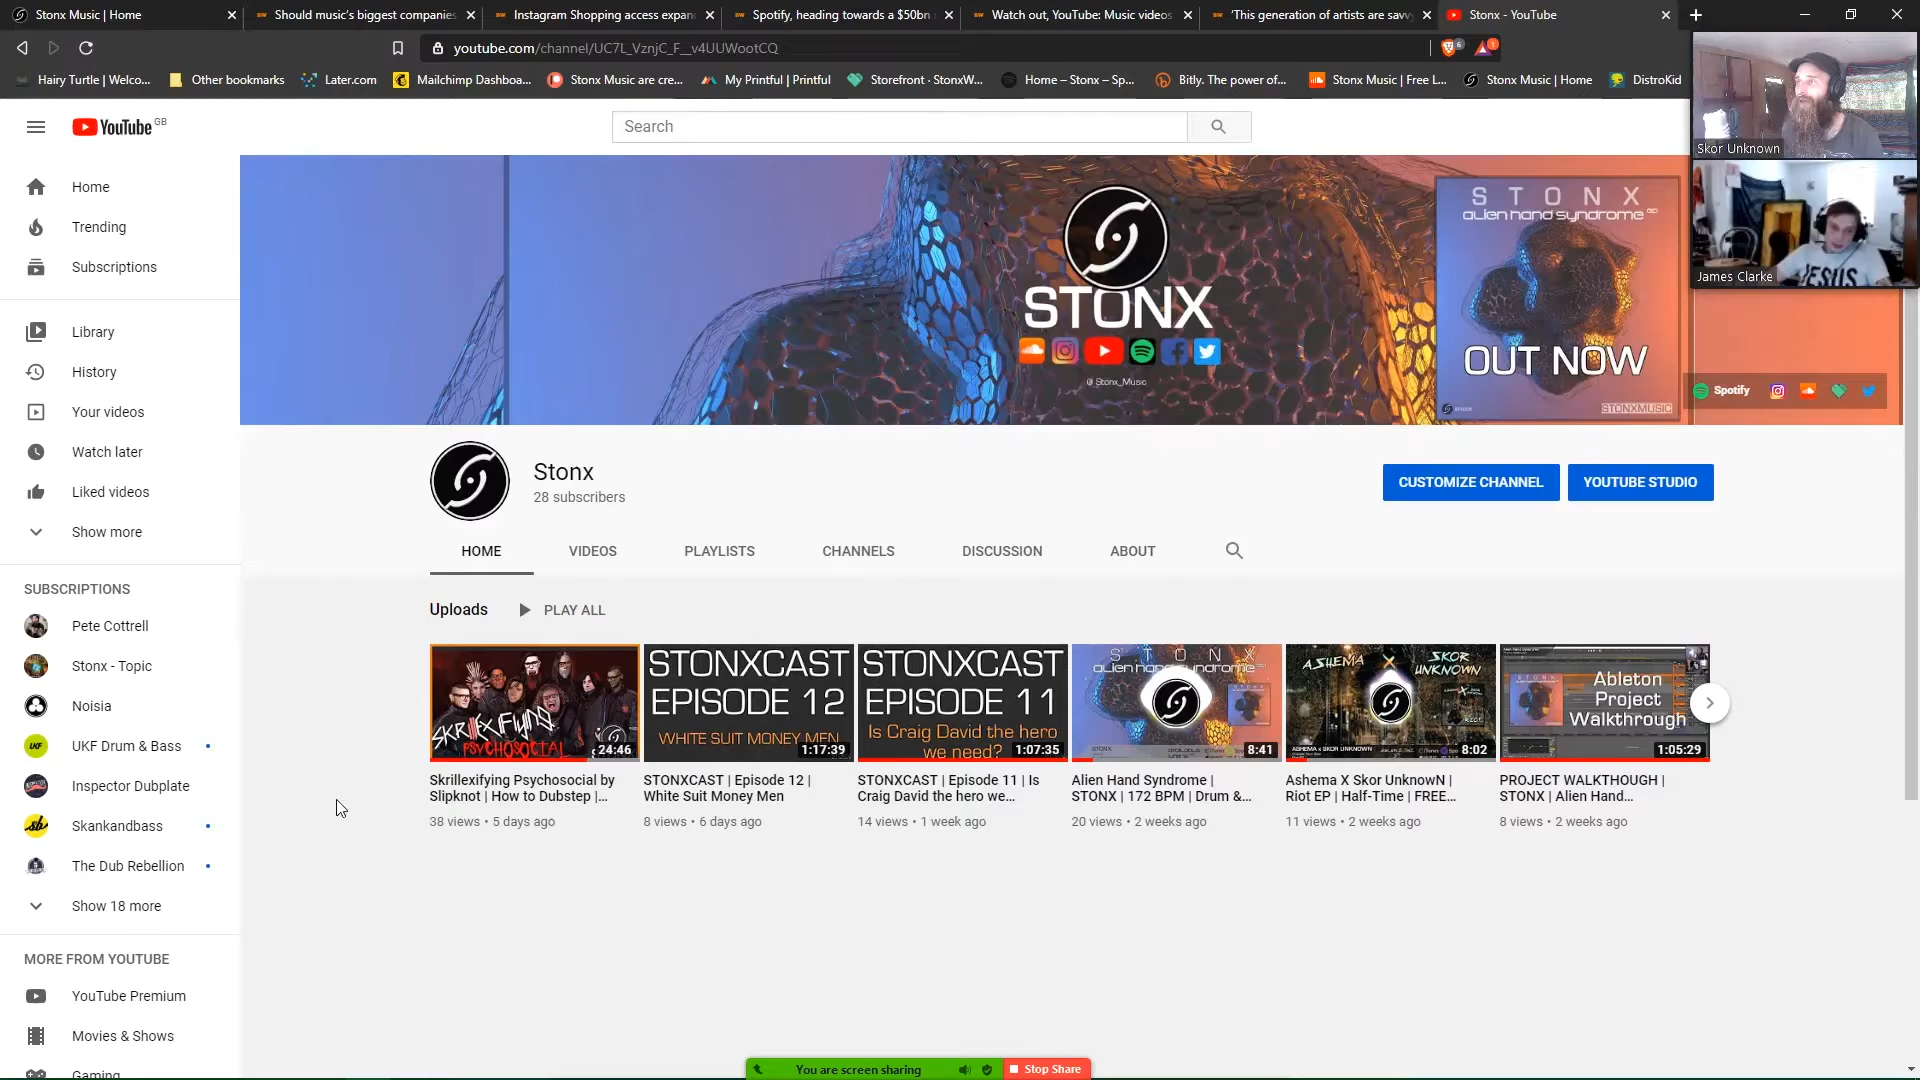 Stonx Music | Home
Should music's biggest companies
Instagram Shopping access expan
Spotify, heading towards a $50bn
Watch out, YouTube: Music videos
'This generation of artists are savv
Stonx - YouTube
youtube.com/channel/UC7L_VznjC_F__v4UUWootCQ
Hairy Turtle | Welco...
Other bookmarks
Later.com
Mailchimp Dashboa...
Stonx Music are cre...
My Printful | Printful
Storefront · StonxW...
Home – Stonx – Sp...
Bitly. The power of...
Stonx Music | Free L...
Stonx Music | Home
DistroKid
Skor Unknown
James Clarke
JESUS
YouTube GB
Search
Home
Trending
Subscriptions
Library
History
Your videos
Watch later
Liked videos
Show more
SUBSCRIPTIONS
Pete Cottrell
Stonx - Topic
Noisia
UKF Drum & Bass
Inspector Dubplate
Skankandbass
The Dub Rebellion
Show 18 more
MORE FROM YOUTUBE
YouTube Premium
Movies & Shows
Gaming
STONX
@Stonx_Music
STONX
alien hand syndrome
OUT NOW
STONXMUSIC
Spotify
Stonx
28 subscribers
CUSTOMIZE CHANNEL
YOUTUBE STUDIO
HOME
VIDEOS
PLAYLISTS
CHANNELS
DISCUSSION
ABOUT
Uploads
PLAY ALL
SKRILLEXIFYING
PSYCHOSOCIAL
24:46
Skrillexifying Psychosocial by
Slipknot | How to Dubstep |...
38 views • 5 days ago
STONXCAST
EPISODE 12
WHITE SUIT MONEY MEN
1:17:39
STONXCAST | Episode 12 |
White Suit Money Men
8 views • 6 days ago
STONXCAST
EPISODE 11
Is Craig David the hero
we need?
1:07:35
STONXCAST | Episode 11 | Is
Craig David the hero we...
14 views • 1 week ago
STONX
alien hand syndrome
8:41
Alien Hand Syndrome |
STONX | 172 BPM | Drum &...
20 views • 2 weeks ago
ASHEMA X SKOR UNKNOWN
ASHEMA x SKOR UNKNOWN
8:02
Ashema X Skor UnknowN |
Riot EP | Half-Time | FREE...
11 views • 2 weeks ago
Ableton
Project
Walkthrough
1:05:29
PROJECT WALKTHOUGH |
STONX | Alien Hand...
8 views • 2 weeks ago
You are screen sharing
Stop Share